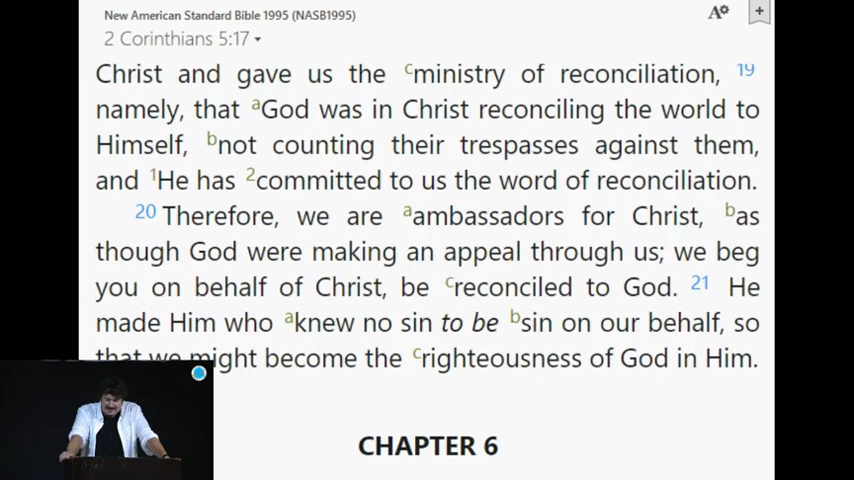 New American Standard Bible 1995 (NASB1995)
A
+
2 Corinthians 5:17
Christ and gave us the cministry of reconciliation, 19
namely, that aGod was in Christ reconciling the world to
Himself, bnot counting their trespasses against them,
and 1He has 2committed to us the word of reconciliation.
20 Therefore, we are aambassadors for Christ, bas
though God were making an appeal through us; we beg
you on behalf of Christ, be creconciled to God. 21 He
made Him who aknew no sin to be bsin on our behalf, so
that we might become the crighteousness of God in Him.
CHAPTER 6